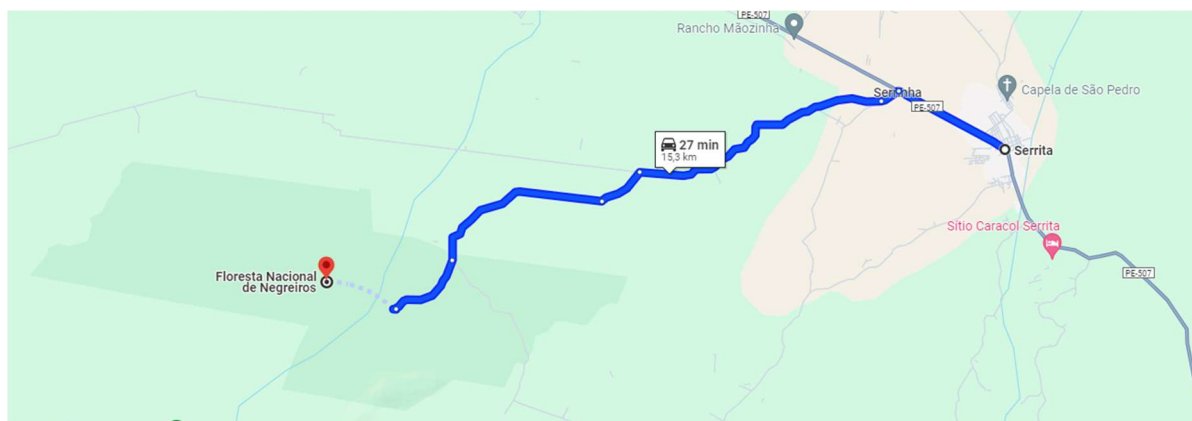 PE-507
Rancho Mãozinha
Serrinha
PE-507
Capela de São Pedro
27 min
15,3 km
Serrita
Sítio Caracol Serrita
PE-507
Floresta Nacional
de Negreiros